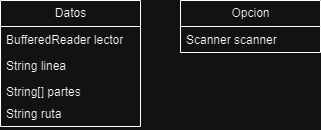 Datos
BufferedReader lector
String linea
String[] partes
String ruta
Opcion
Scanner scanner